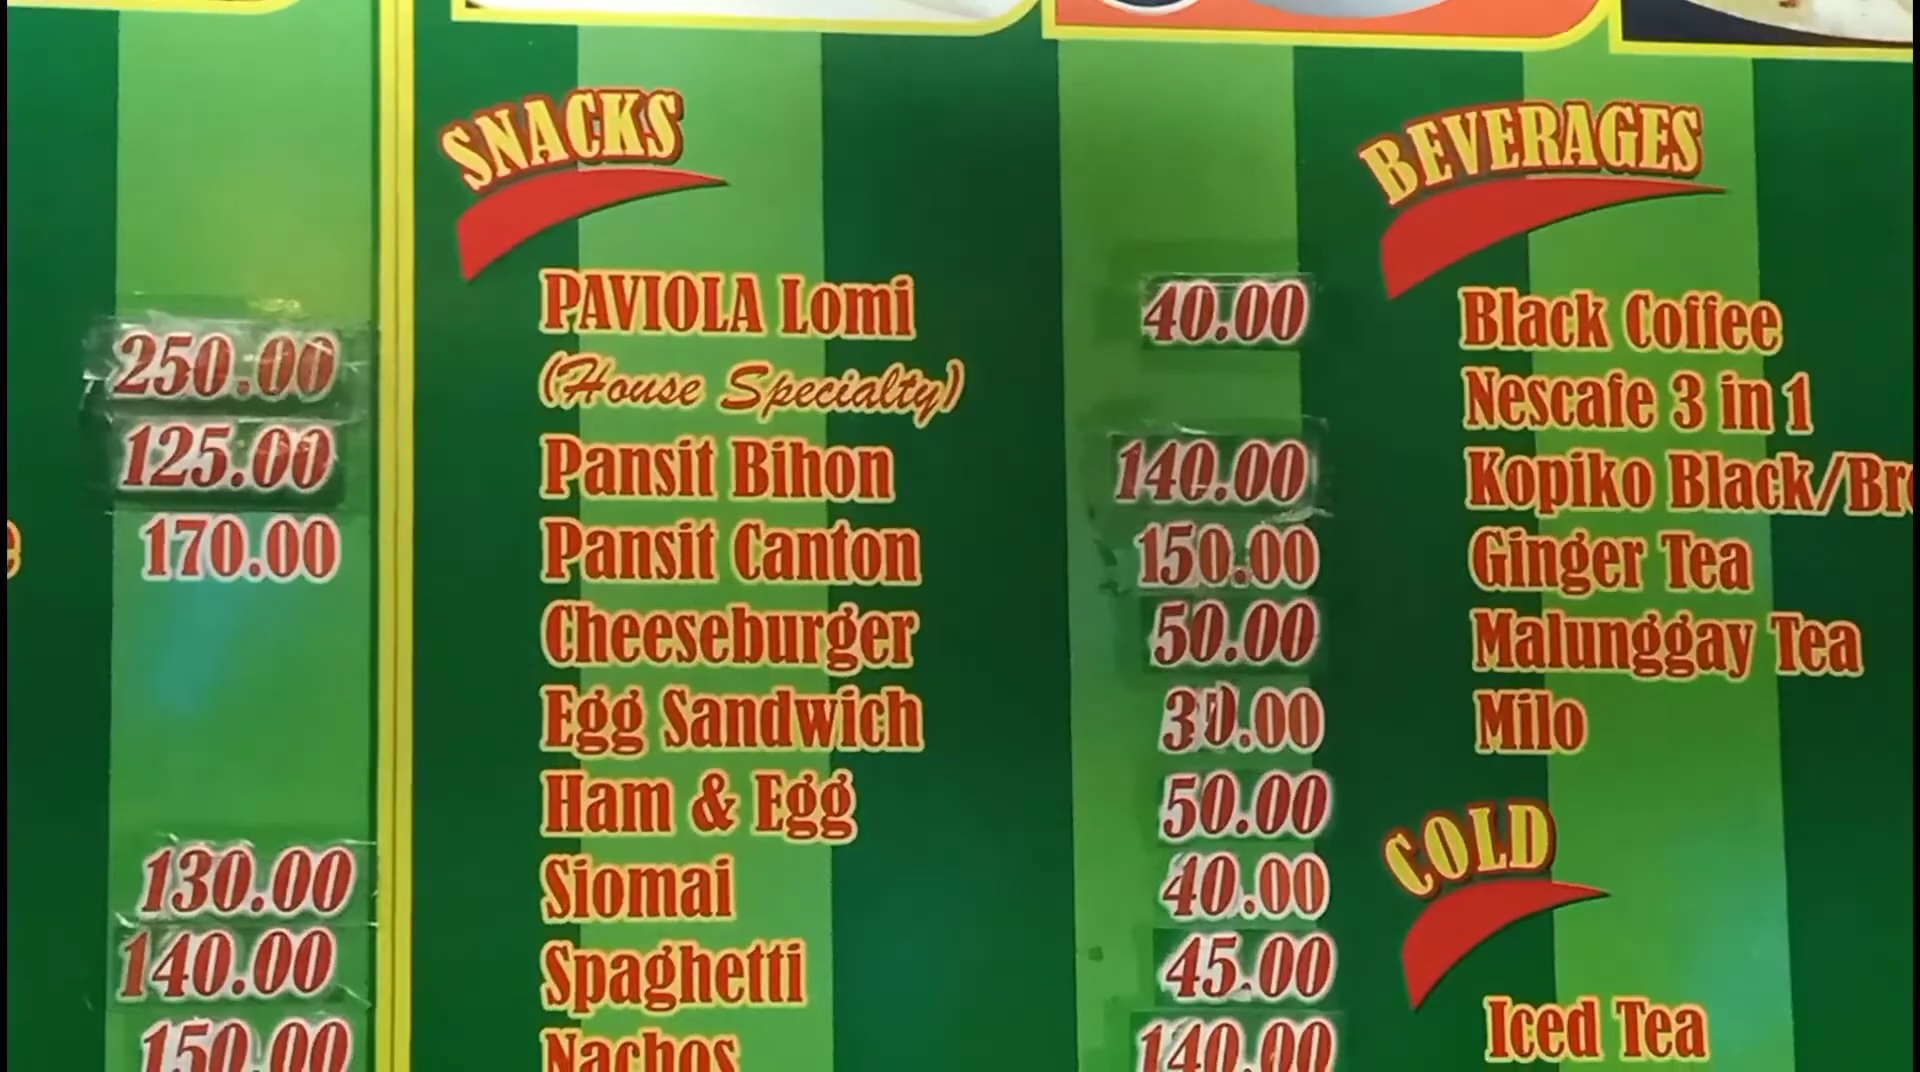 250.00
125.00
170.00
130.00
140.00
150.00
SNACKS
PAVIOLA Lomi 40.00
(House Specialty)
Pansit Bihon 140.00
Pansit Canton 150.00
Cheeseburger 50.00
Egg Sandwich 30.00
Ham & Egg 50.00
Siomai 40.00
Spaghetti 45.00
Nachos 140.00
BEVERAGES
Black Coffee
Nescafe 3 in 1
Kopiko Black/Br
Ginger Tea
Malunggay Tea
Milo
COLD
Iced Tea